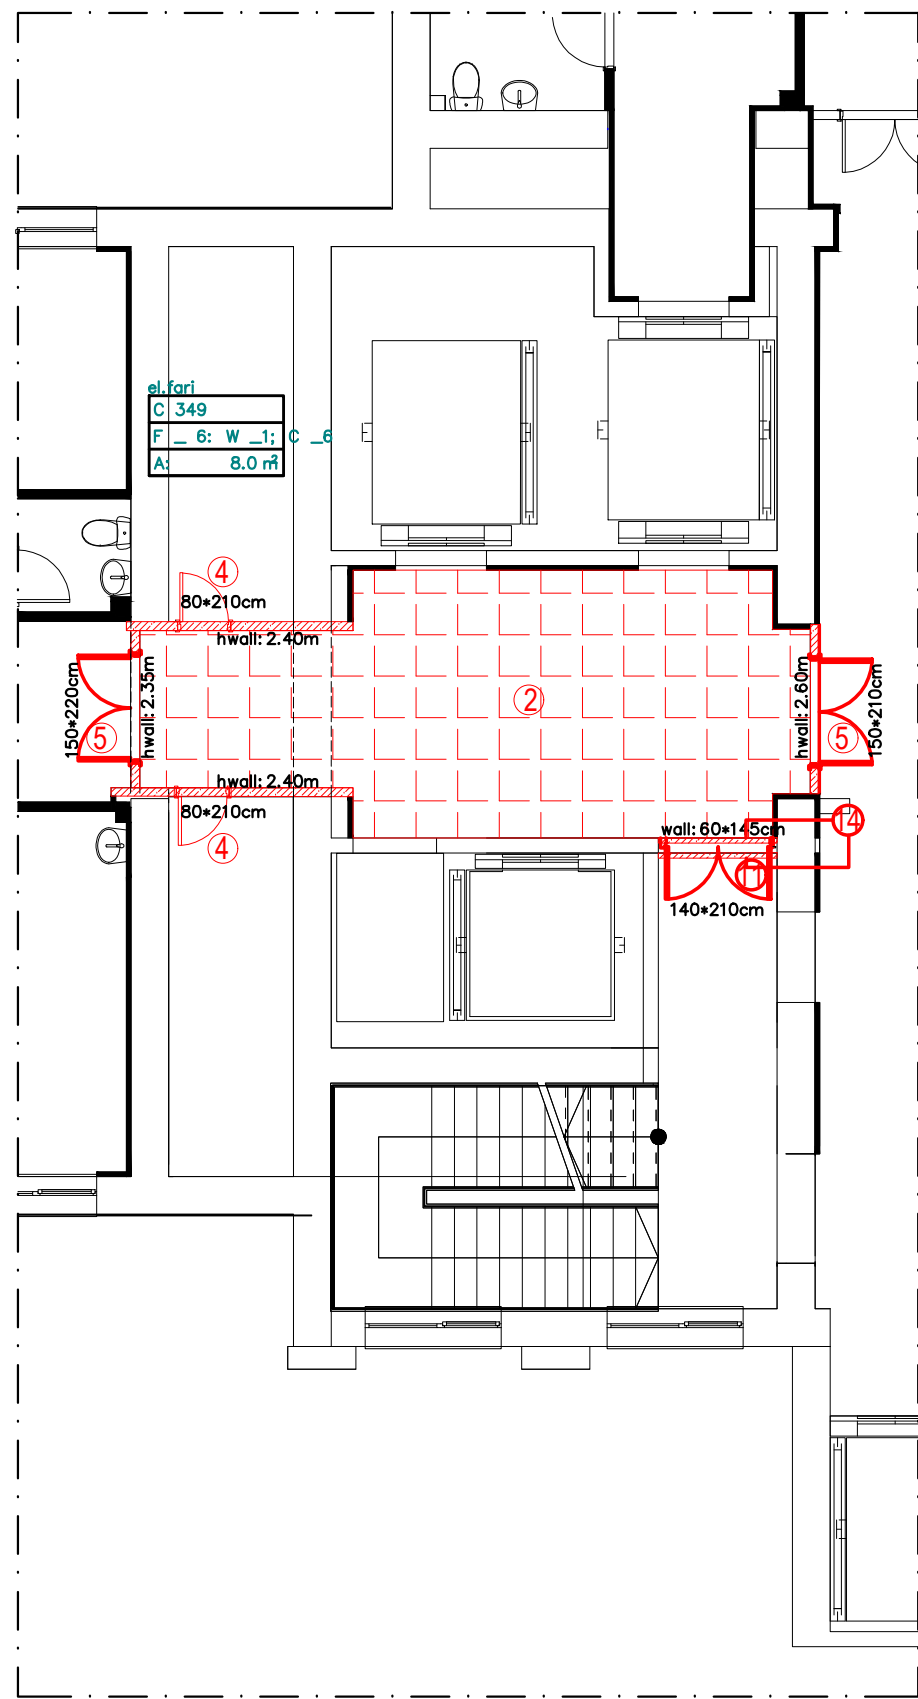 el.fari
C 349
F _ 6: W _1; C _6
A: 8.0 m²
4
80*210cm
hwall: 2.40m
150*220cm
5
hwall: 2.35m
2
hwall: 2.60m
5
150*210cm
hwall: 2.40m
80*210cm
4
wall: 60*145cm
14
11
140*210cm